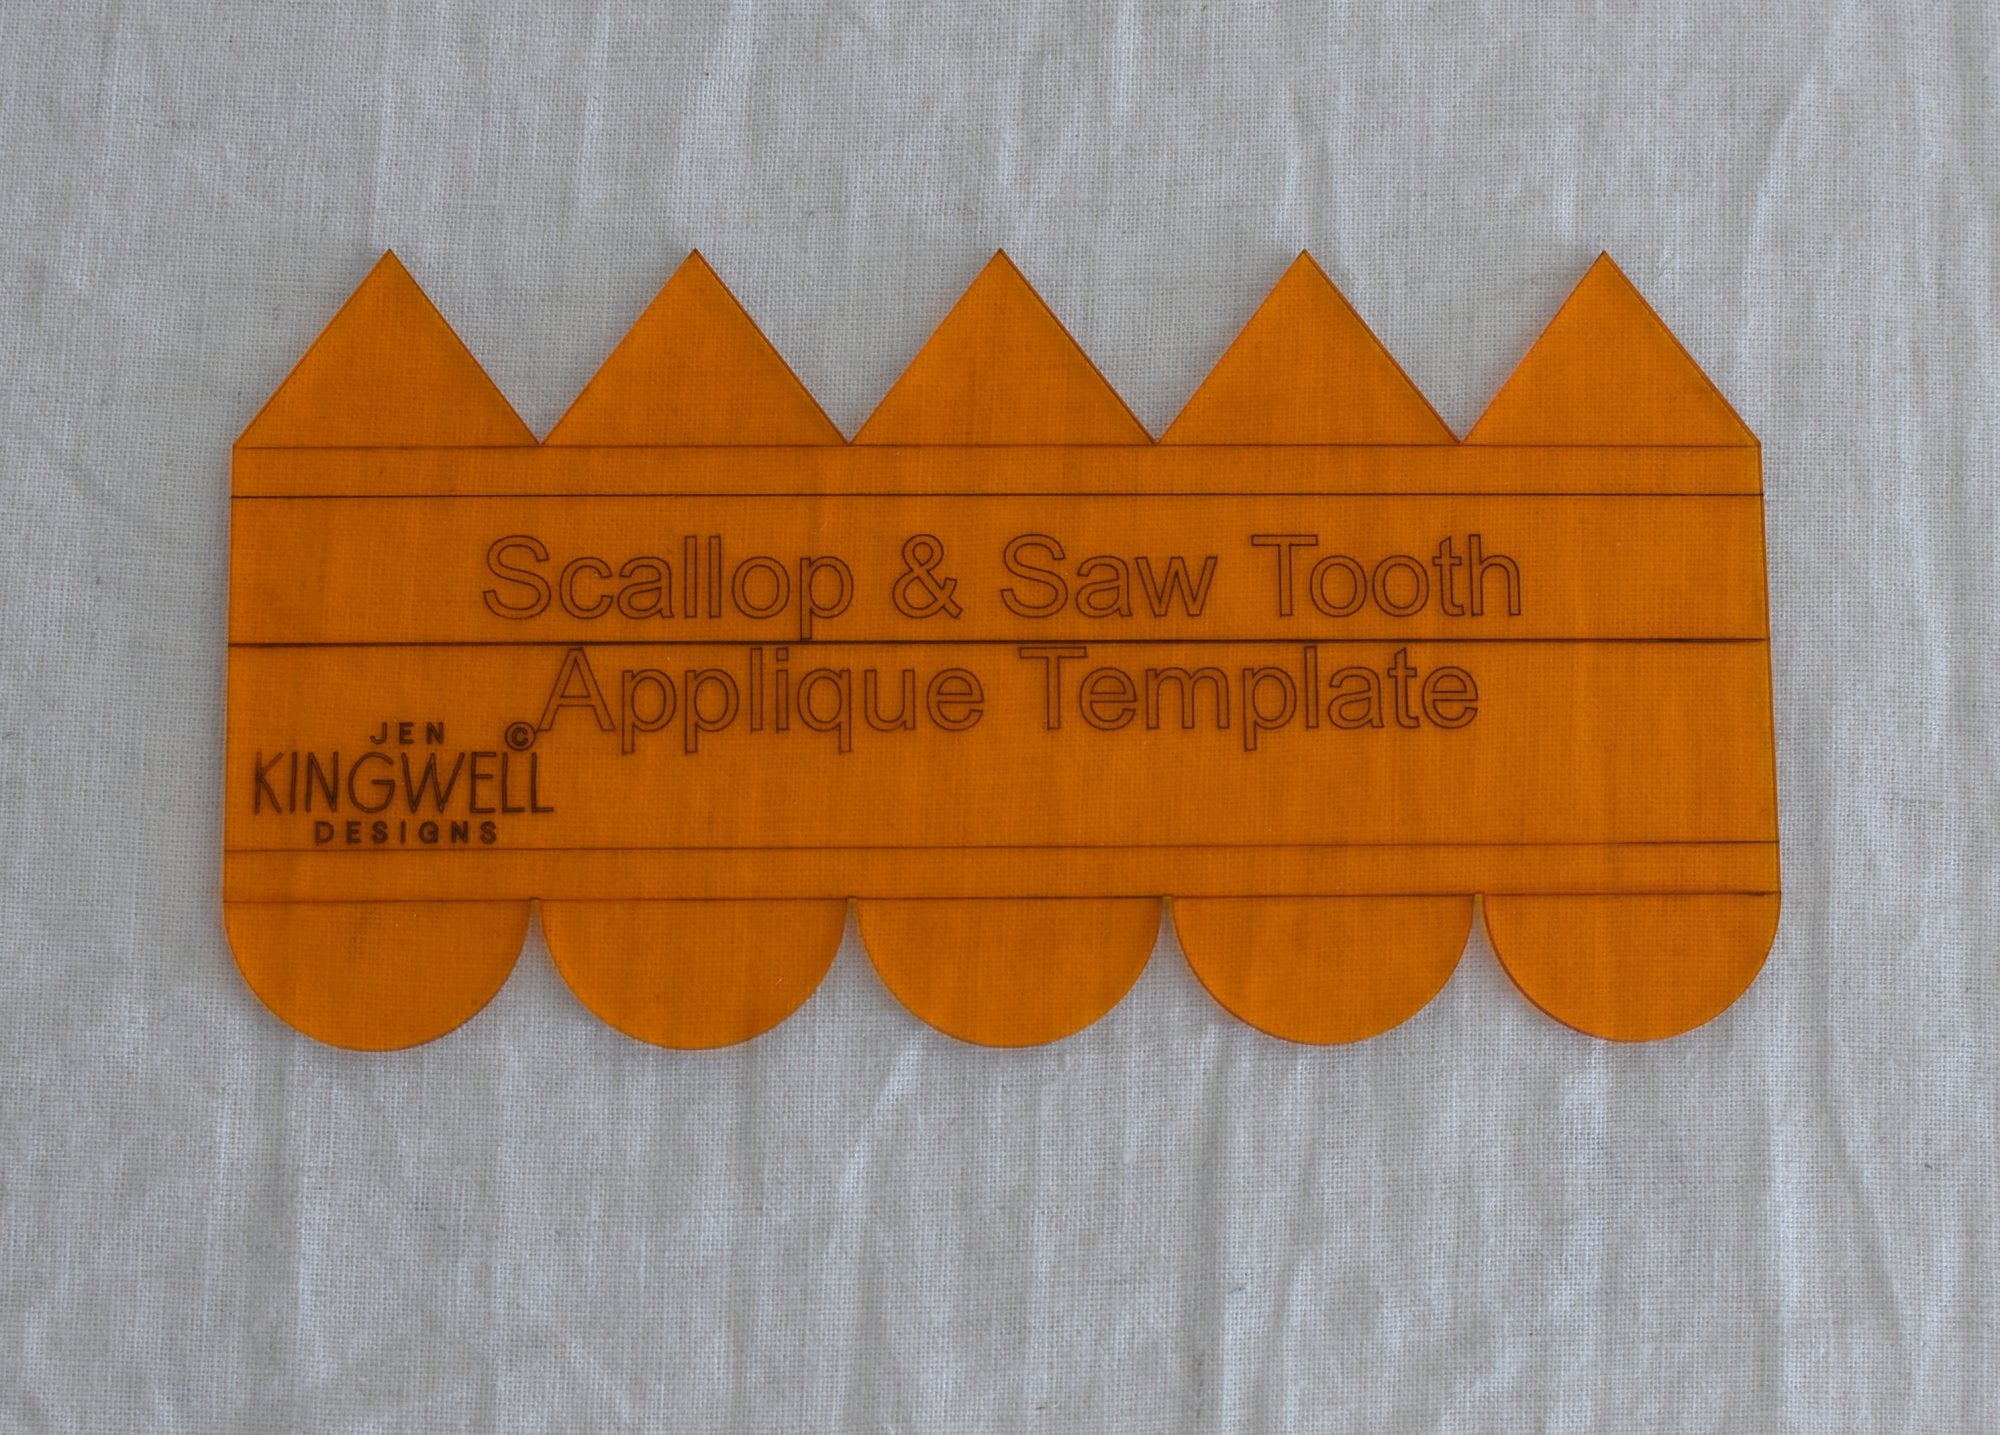 Scallop & Saw Tooth
Applique Template
JEN
KINGWELL ©
DESIGNS